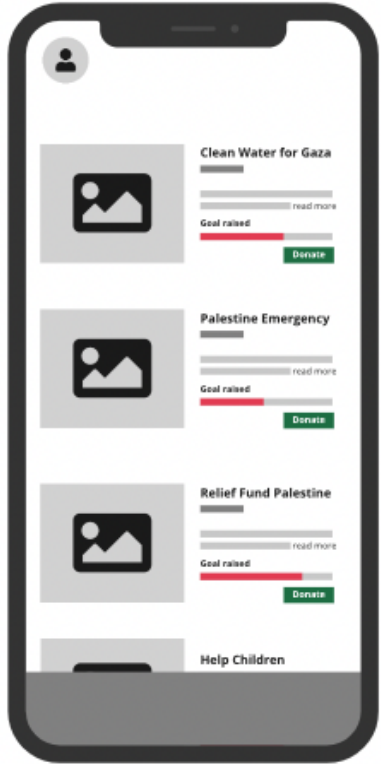 Clean Water for Gaza
read more
Goal raised
Donate
Palestine Emergency
read more
Goal raised
Donate
Relief Fund Palestine
read more
Goal raised
Donate
Help Children